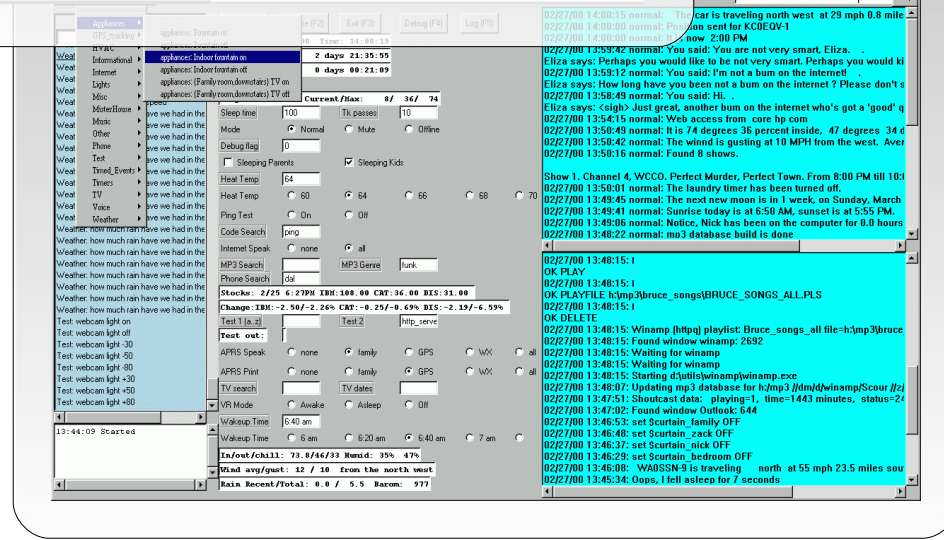 Appliances
GPS_tracking
HVAC
Informational
Internet
Lights
Misc
MisterHouse
Music
Other
Phone
Test
Timed_Events
Timers
TV
Voice
Weather
appliances: Fountain on
appliances: Fountain off
appliances: Indoor fountain on
appliances: Indoor fountain off
appliances: (Family room,downstairs) TV on
appliances: (Family room,downstairs) TV off
Exit (F3)
Debug (F4)
Log (F5)
Time: 14:00:19
2 days 21:35:55
0 days 00:21:09
Current/Max: 8/ 36/ 74
Weather: how much rain have we had in the
Weather: how much rain have we had in the
Weather: how much rain have we had in the
Weather: how much rain have we had in the
Weather: how much rain have we had in the
Weather: how much rain have we had in the
Weather: how much rain have we had in the
Weather: how much rain have we had in the
Test: webcam light on
Test: webcam light off
Test: webcam light -30
Test: webcam light -50
Test: webcam light -80
Test: webcam light +30
Test: webcam light +50
Test: webcam light +80
13:44:09 Started
Sleep time 100 Tk passes 10
Mode Normal Mute Offline
Debug flag 0
Sleeping Parents Sleeping Kids
Heat Temp 64
Heat Temp 60 64 66 68 70
Ping Test On Off
Code Search ping
Internet Speak none all
MP3 Search MP3 Genre funk
Phone Search dal
Stocks: 2/25 6:27PM IBM:108.00 CAT:36.00 DIS:31.00
Change:IBM:-2.50/-2.26% CAT:-0.25/-0.69% DIS:-2.19/-6.59%
Test 1 (a..z) Test 2 http_serve
Test out:
APRS Speak none family GPS WX all
APRS Print none family GPS WX all
TV search TV dates
VR Mode Awake Asleep Off
Wakeup Time 6:40 am
Wakeup Time 6 am 6:20 am 6:40 am 7 am
In/out/chill: 73.8/46/33 Humid: 35% 47%
Wind avg/gust: 12 / 10 from the north west
Rain Recent/Total: 0.0 / 5.5 Barom: 977
02/27/00 14:00:15 normal: The car is traveling north west at 29 mph 0.8 mile
02/27/00 14:00:00 normal: Position sent for KC0EQV-1
02/27/00 14:00:00 normal: It is now 2:00 PM
02/27/00 13:59:42 normal: You said: You are not very smart, Eliza. .
Eliza says: Perhaps you would like to be not very smart. Perhaps you would ki
02/27/00 13:59:12 normal: You said: I'm not a bum on the internet! .
Eliza says: How long have you been not a bum on the internet ? Please don't s
02/27/00 13:58:49 normal: You said: Hi. .
Eliza says: <sigh> Just great, another bum on the internet who's got a 'good' q
02/27/00 13:54:15 normal: Web access from core hp com
02/27/00 13:50:49 normal: It is 74 degrees 36 percent inside, 47 degrees 34 d
02/27/00 13:50:42 normal: The winnd is gusting at 10 MPH from the west. Aver
02/27/00 13:50:16 normal: Found 8 shows.
Show 1. Channel 4, WCCO. Perfect Murder, Perfect Town. From 8:00 PM till 10:
02/27/00 13:50:01 normal: The laundry timer has been turned off.
02/27/00 13:49:45 normal: The next new moon is in 1 week, on Sunday, March
02/27/00 13:49:41 normal: Sunrise today is at 6:50 AM, sunset is at 5:55 PM.
02/27/00 13:49:06 normal: Notice, Nick has been on the computer for 0.0 hours
02/27/00 13:48:22 normal: mp3 database build is done
02/27/00 13:48:15: I
OK PLAY
02/27/00 13:48:15: I
OK PLAYFILE h:\mp3\bruce_songs\BRUCE_SONGS_ALL.PLS
02/27/00 13:48:15: I
OK DELETE
02/27/00 13:48:15: Winamp (httpq) playlist: Bruce_songs_all file=h:\mp3\bruce
02/27/00 13:48:15: Found window winamp: 2692
02/27/00 13:48:15: Waiting for winamp
02/27/00 13:48:15: Waiting for winamp
02/27/00 13:48:15: Starting d:\utils\winamp\winamp.exe
02/27/00 13:48:07: Updating mp3 database for h:/mp3 //dm/d/winamp/Scour //z/
02/27/00 13:47:51: Shoutcast data: playing=1, time=1443 minutes, status=24
02/27/00 13:47:02: Found window Outlook: 644
02/27/00 13:46:53: set $curtain_family OFF
02/27/00 13:46:48: set $curtain_zack OFF
02/27/00 13:46:37: set $curtain_nick OFF
02/27/00 13:46:29: set $curtain_bedroom OFF
02/27/00 13:46:08: WA0SSN-9 is traveling north at 55 mph 23.5 miles sou
02/27/00 13:45:34: Oops, I fell asleep for 7 seconds